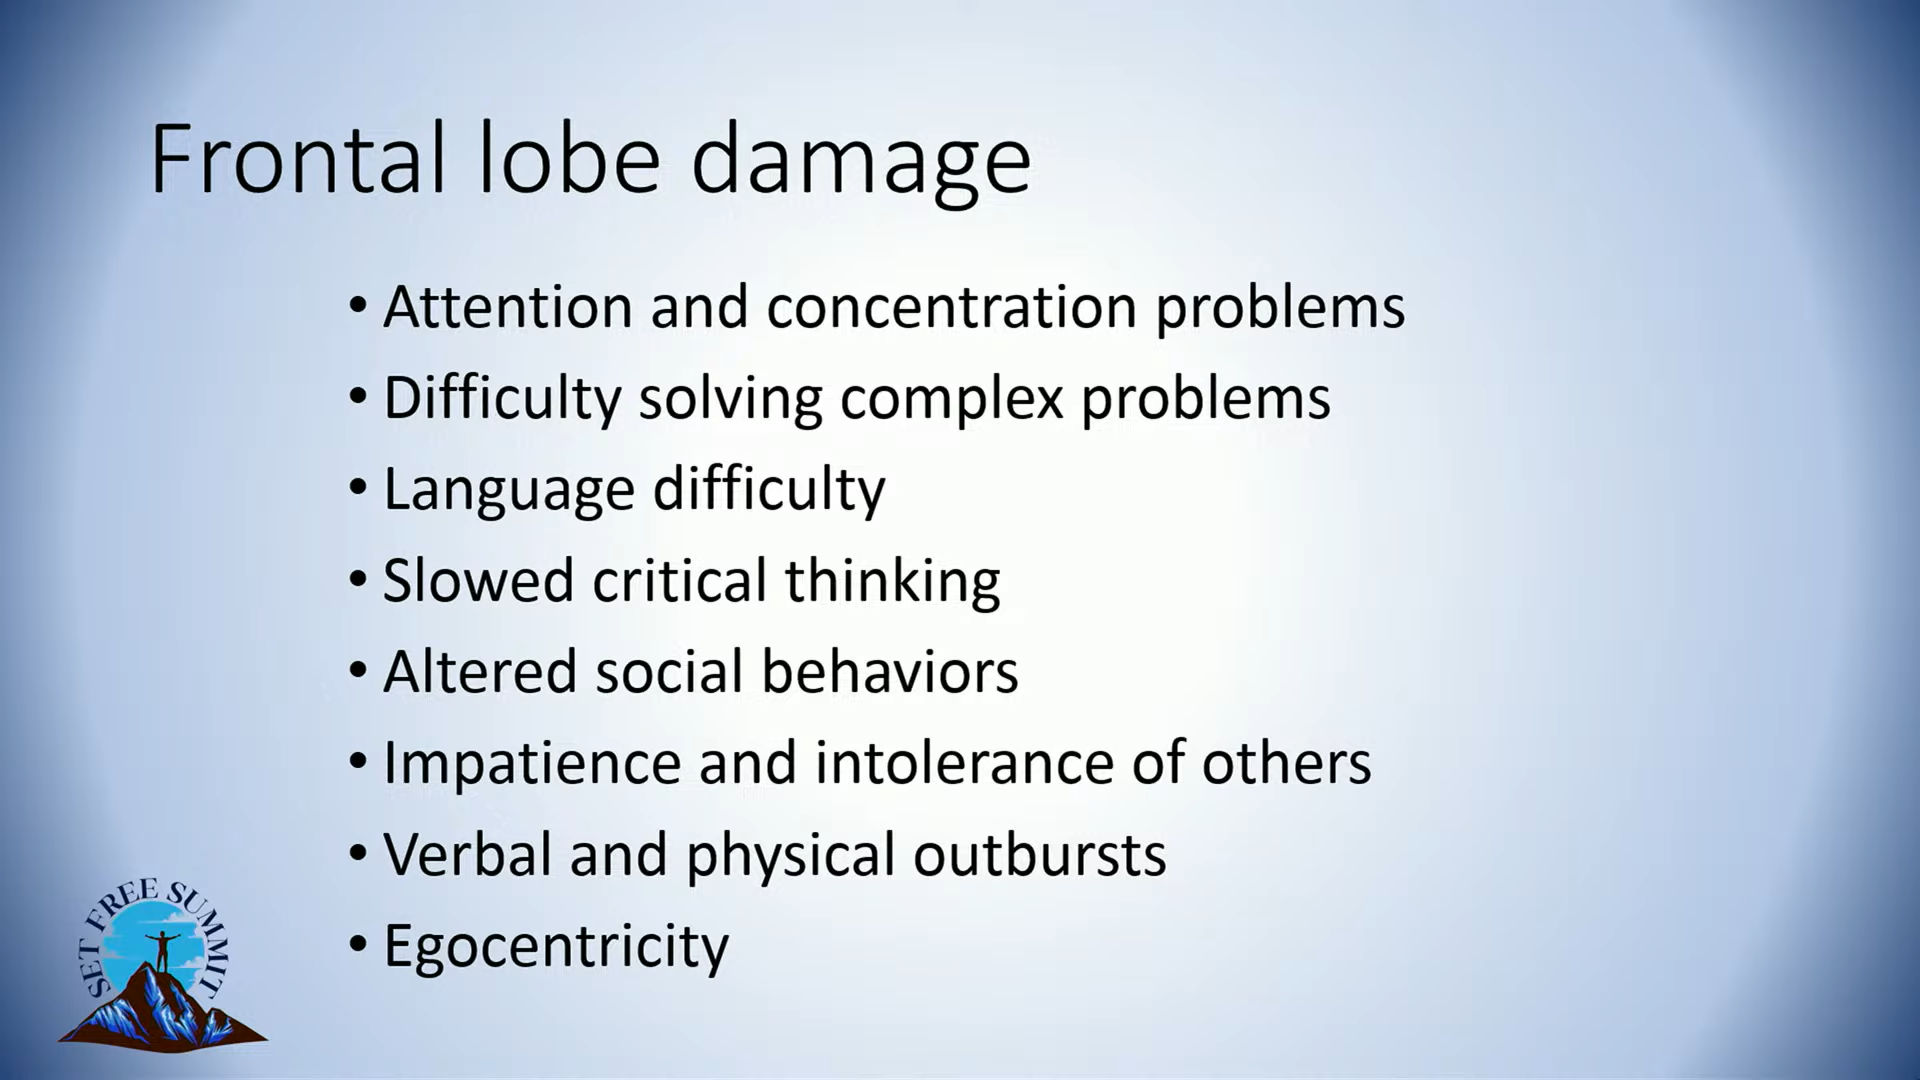 Frontal lobe damage
• Attention and concentration problems
• Difficulty solving complex problems
• Language difficulty
• Slowed critical thinking
• Altered social behaviors
• Impatience and intolerance of others
• Verbal and physical outbursts
• Egocentricity
SET FREE SUMMIT